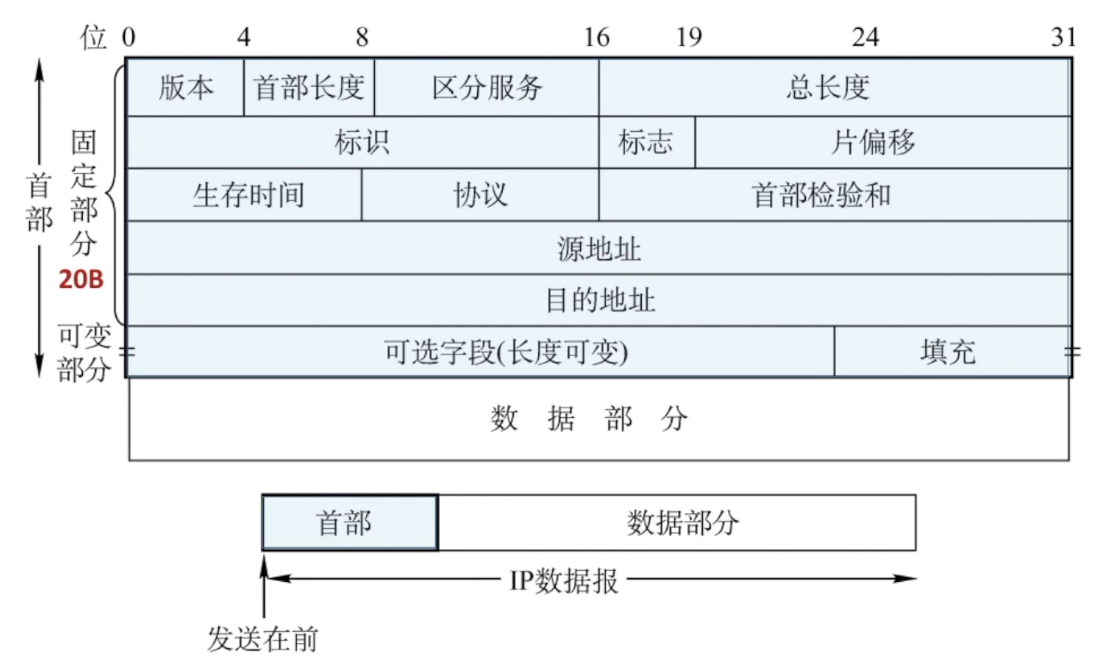 位 0 4 8 16 19 24 31
版本 首部长度 区分服务 总长度
标识 标志 片偏移
生存时间 协议 首部检验和
源地址
目的地址
可选字段(长度可变) 填充
首部
固定部分
20B
可变
部分
数据部分
首部 数据部分
IP数据报
发送在前